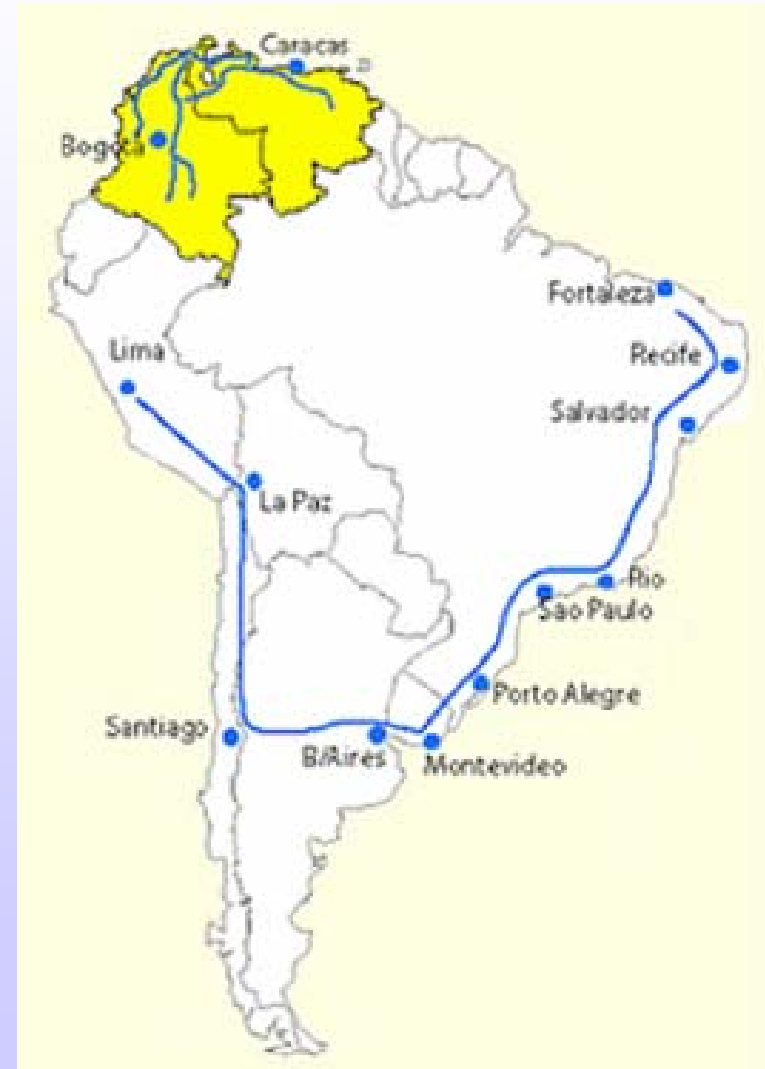 Caracas
Bogota
Fortaleza
Lima
Recife
Salvador
La Paz
Rio
Sao Paulo
Porto Alegre
Santiago
B/Aires
Montevideo